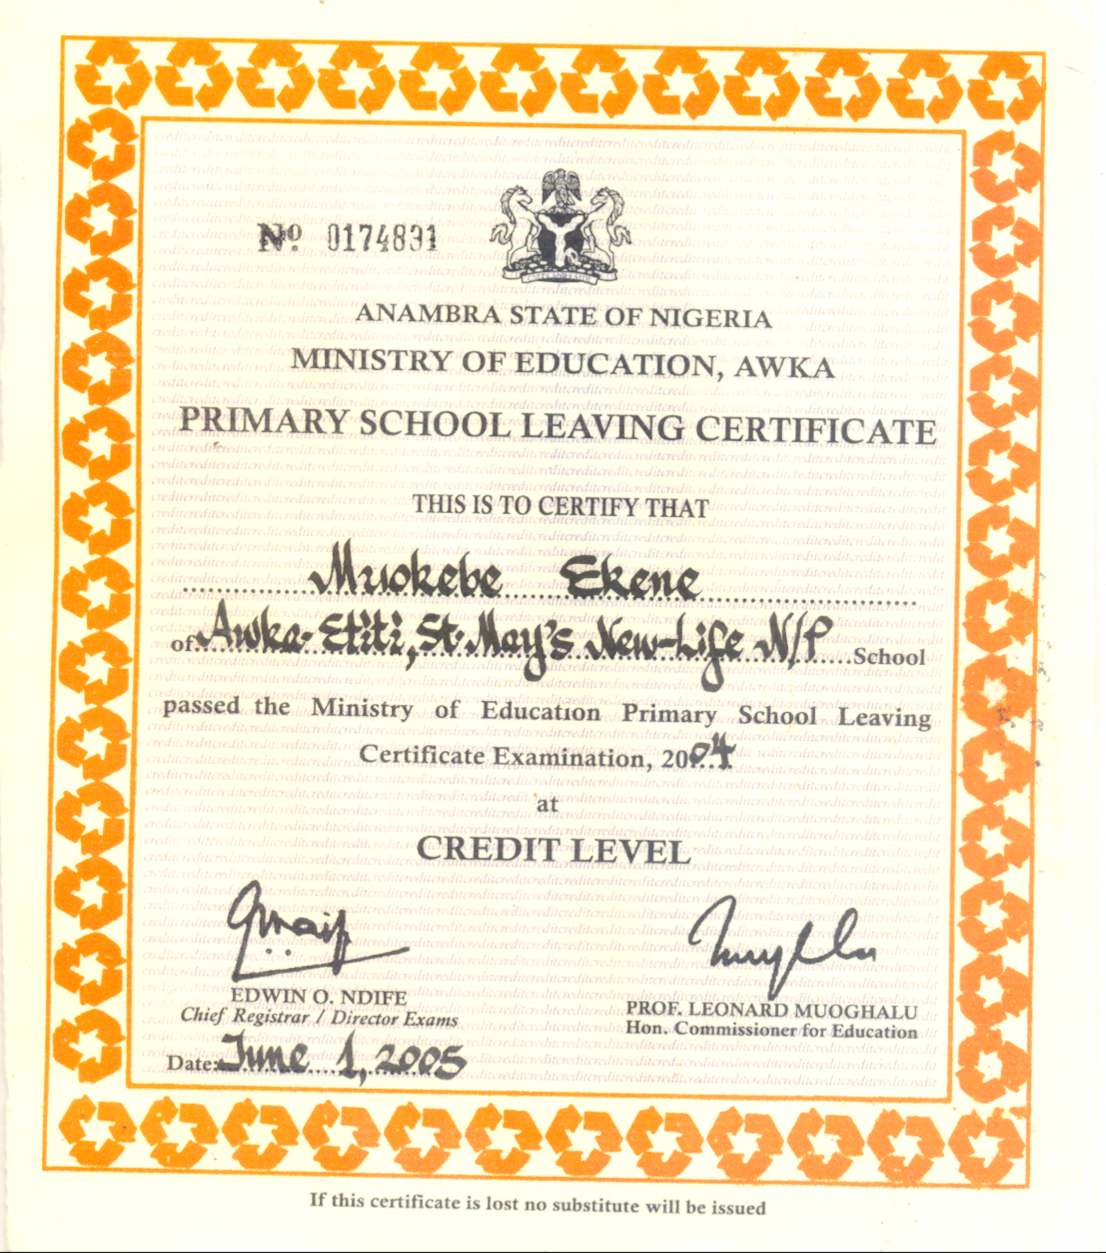 Nº 0174831
ANAMBRA STATE OF NIGERIA
MINISTRY OF EDUCATION, AWKA
PRIMARY SCHOOL LEAVING CERTIFICATE
THIS IS TO CERTIFY THAT
Muokebe Ekene
of Awka-Etiti, St. May's New-Life N/P School
passed the Ministry of Education Primary School Leaving
Certificate Examination, 2004
at
CREDIT LEVEL
EDWIN O. NDIFE
Chief Registrar / Director Exams
PROF. LEONARD MUOGHALU
Hon. Commissioner for Education
Date: June 1, 2005
If this certificate is lost no substitute will be issued